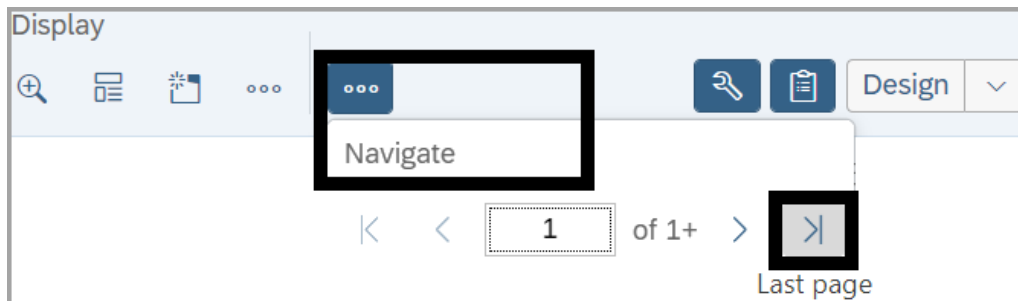 Display
Design
Navigate
1 of 1+
Last page